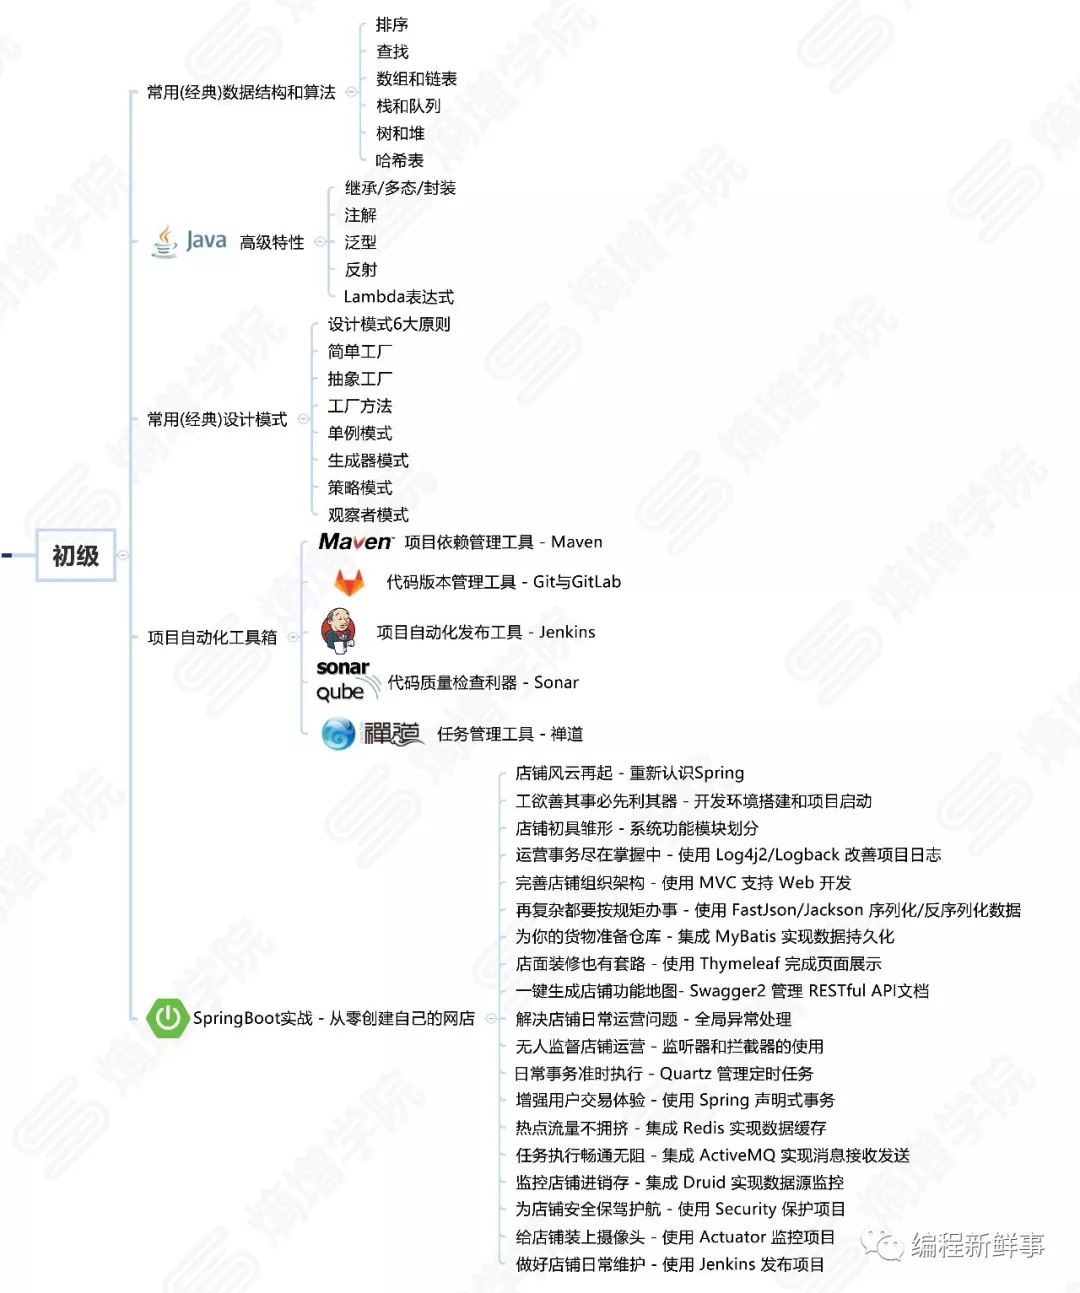 排序
查找
数组和链表
常用(经典)数据结构和算法
栈和队列
树和堆
哈希表
继承/多态/封装
注解
Java 高级特性
泛型
反射
Lambda表达式
设计模式6大原则
简单工厂
抽象工厂
工厂方法
常用(经典)设计模式
单例模式
生成器模式
策略模式
观察者模式
初级
Maven 项目依赖管理工具 - Maven
代码版本管理工具 - Git与GitLab
项目自动化工具箱
项目自动化发布工具 - Jenkins
sonar
qube 代码质量检查利器 - Sonar
禅道 任务管理工具 - 禅道
店铺风云再起 - 重新认识Spring
工欲善其事必先利其器 - 开发环境搭建和项目启动
店铺初具雏形 - 系统功能模块划分
运营事务尽在掌握中 - 使用 Log4j2/Logback 改善项目日志
完善店铺组织架构 - 使用 MVC 支持 Web 开发
再复杂都要按规矩办事 - 使用 FastJson/Jackson 序列化/反序列化数据
为你的货物准备仓库 - 集成 MyBatis 实现数据持久化
店面装修也有套路 - 使用 Thymeleaf 完成页面展示
一键生成店铺功能地图- Swagger2 管理 RESTful API文档
SpringBoot实战 - 从零创建自己的网店
解决店铺日常运营问题 - 全局异常处理
无人监督店铺运营 - 监听器和拦截器的使用
日常事务准时执行 - Quartz 管理定时任务
增强用户交易体验 - 使用 Spring 声明式事务
热点流量不拥挤 - 集成 Redis 实现数据缓存
任务执行畅通无阻 - 集成 ActiveMQ 实现消息接收发送
监控店铺进销存 - 集成 Druid 实现数据源监控
为店铺安全保驾护航 - 使用 Security 保护项目
给店铺装上摄像头 - 使用 Actuator 监控项目
做好店铺日常维护 - 使用 Jenkins 发布项目
编程新鲜事
熵增学院